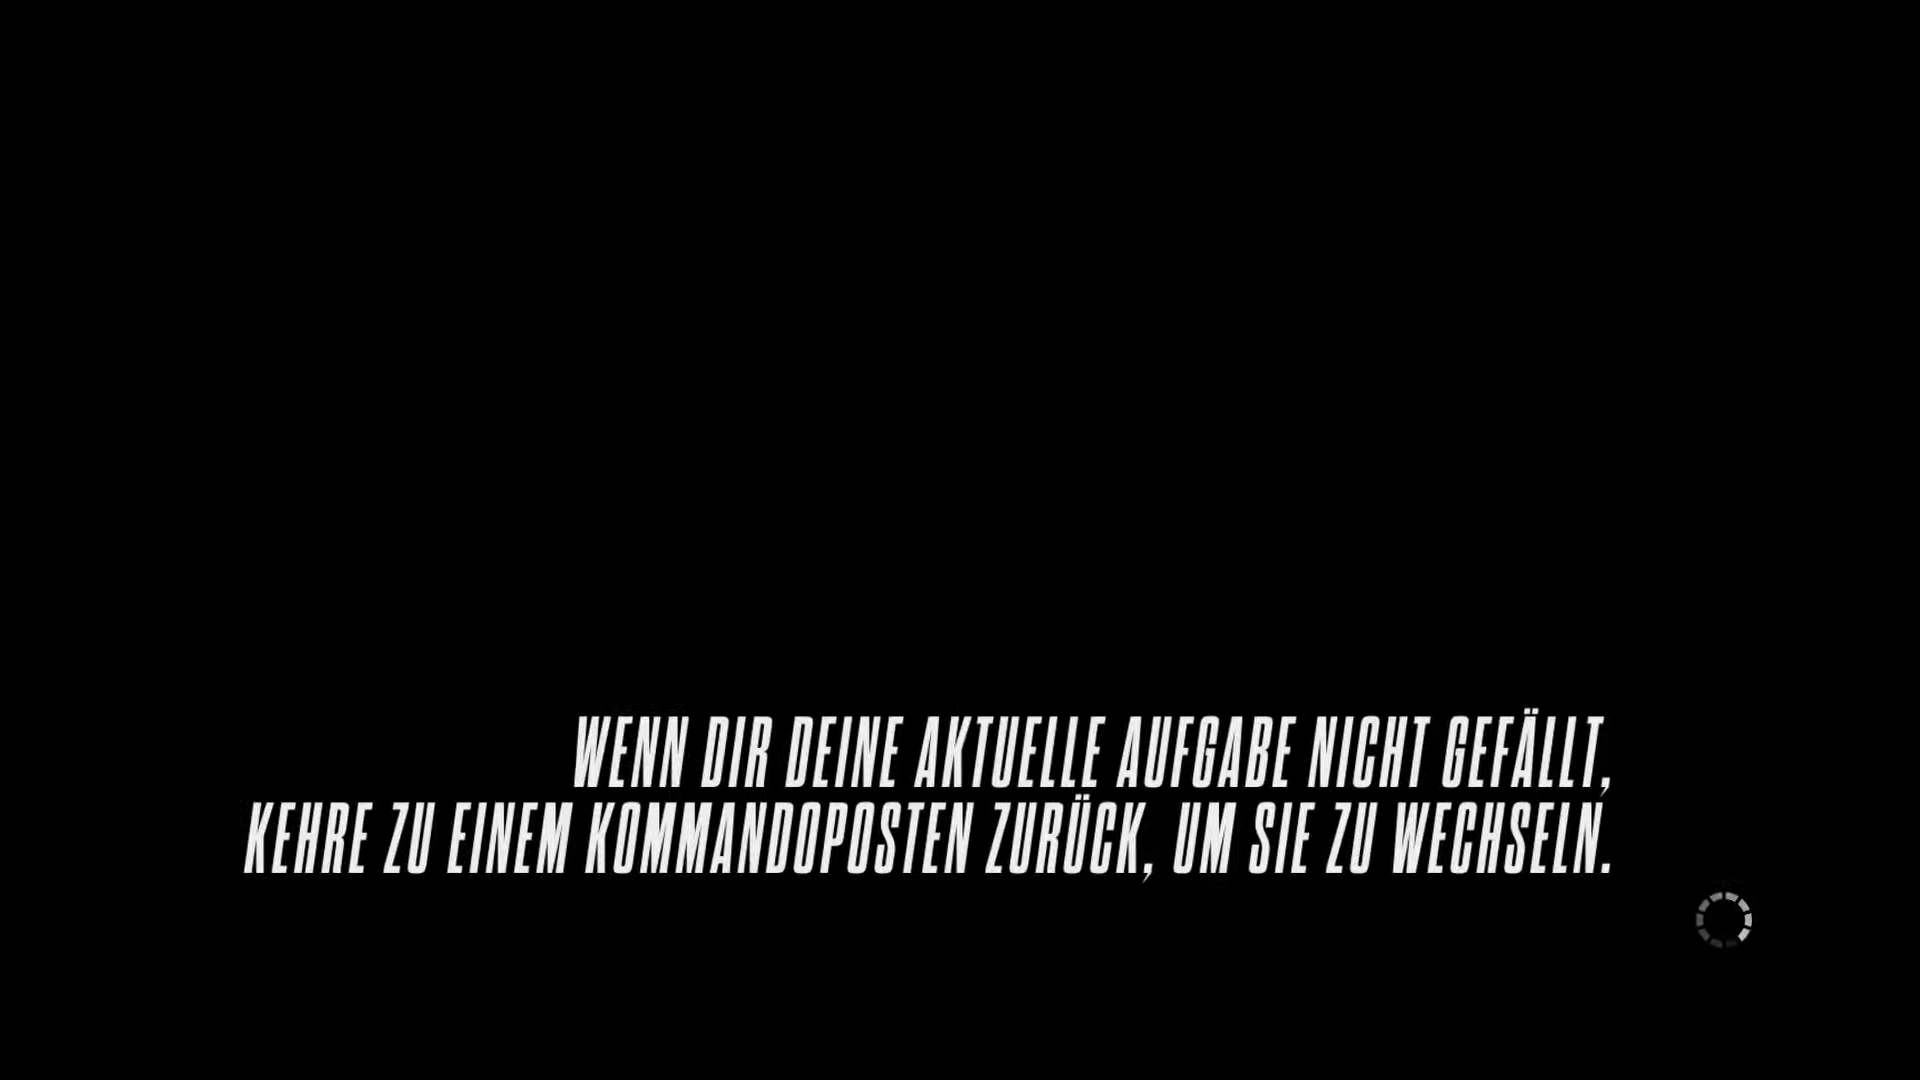 WENN DIR DEINE AKTUELLE AUFGABE NICHT GEFÄLLT,
KEHRE ZU EINEM KOMMANDOPOSTEN ZURÜCK, UM SIE ZU WECHSELN.